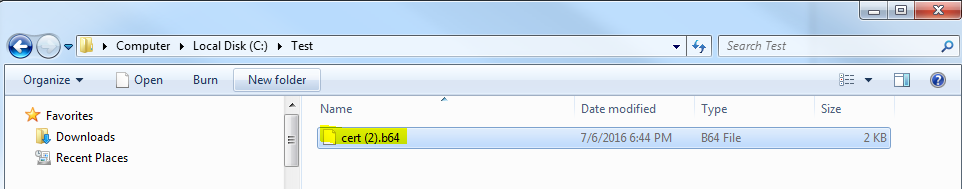 Computer Local Disk (C:) Test
Search Test
Organize Open Burn New folder
Favorites
Downloads
Recent Places
Name Date modified Type Size
cert (2).b64 7/6/2016 6:44 PM B64 File 2 KB